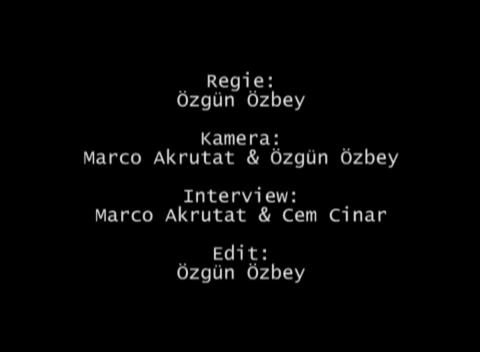 Regie:
Özgün Özbey
Kamera:
Marco Akrutat & Özgün Özbey
Interview:
Marco Akrutat & Cem Cinar
Edit:
Özgün Özbey